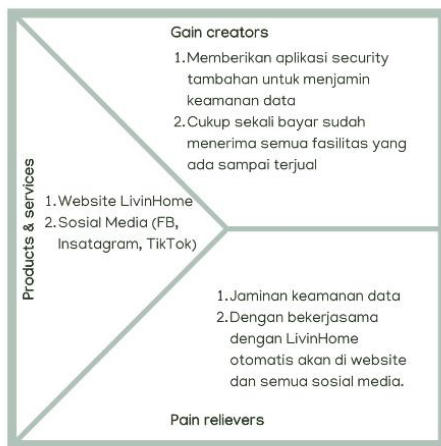 Gain creators
1. Memberikan aplikasi security
tambahan untuk menjamin
keamanan data
2. Cukup sekali bayar sudah
menerima semua fasilitas yang
ada sampai terjual
Products & services
1. Website LivinHome
2. Sosial Media (FB,
Insatagram, TikTok)
1. Jaminan keamanan data
2. Dengan bekerjasama
dengan LivinHome
otomatis akan di website
dan semua sosial media.
Pain relievers